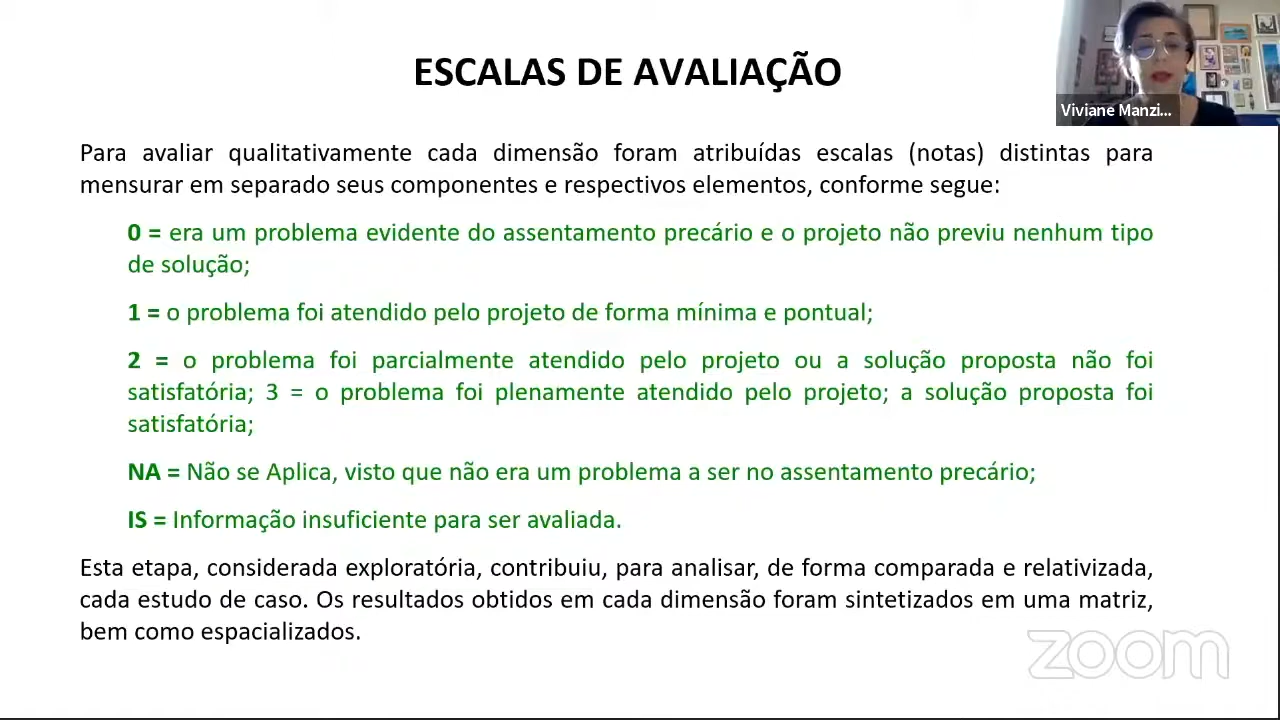 ESCALAS DE AVALIAÇÃO
Viviane Manzi...
Para avaliar qualitativamente cada dimensão foram atribuídas escalas (notas) distintas para
mensurar em separado seus componentes e respectivos elementos, conforme segue:
0 = era um problema evidente do assentamento precário e o projeto não previu nenhum tipo
de solução;
1 = o problema foi atendido pelo projeto de forma mínima e pontual;
2 = o problema foi parcialmente atendido pelo projeto ou a solução proposta não foi
satisfatória; 3 = o problema foi plenamente atendido pelo projeto; a solução proposta foi
satisfatória;
NA = Não se Aplica, visto que não era um problema a ser no assentamento precário;
IS = Informação insuficiente para ser avaliada.
Esta etapa, considerada exploratória, contribuiu, para analisar, de forma comparada e relativizada,
cada estudo de caso. Os resultados obtidos em cada dimensão foram sintetizados em uma matriz,
bem como espacializados.
zoom